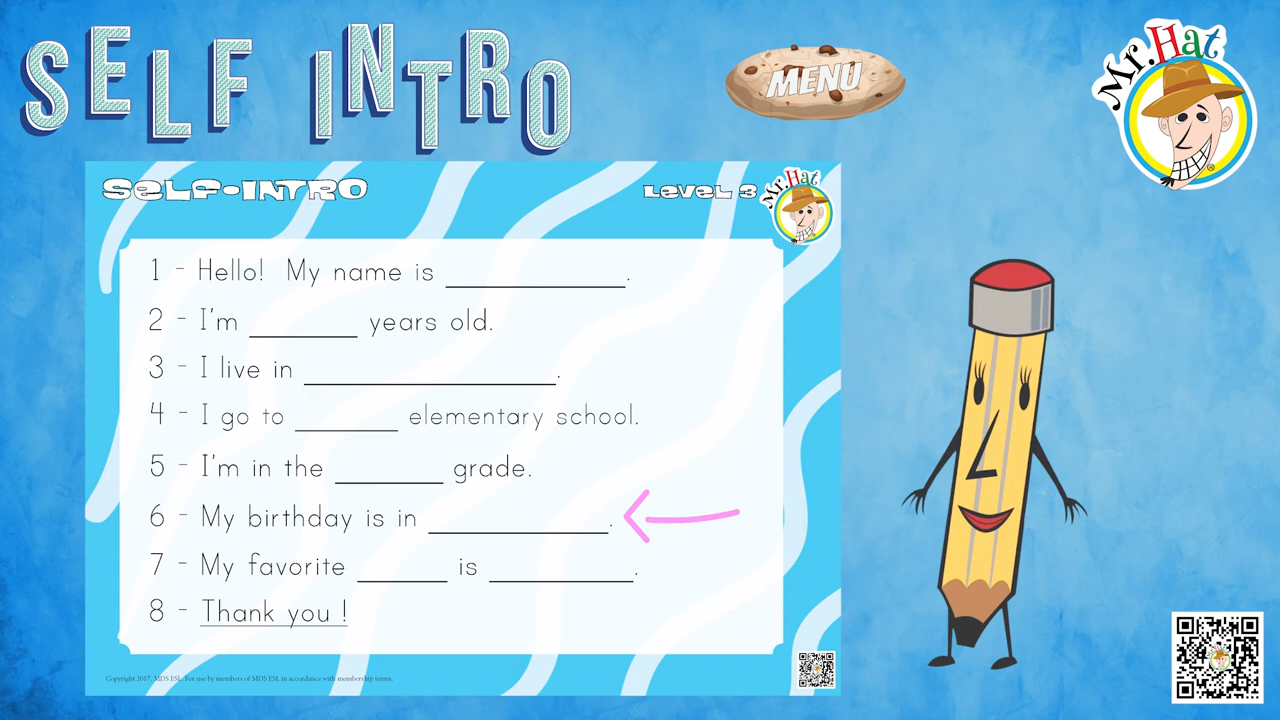 SELF INTRO
MENU
Mr. Hat
SELF-INTRO
Level 3
Mr. Hat
1 - Hello! My name is ____________.
2 - I'm _______ years old.
3 - I live in ________________.
4 - I go to _______ elementary school.
5 - I'm in the _______ grade.
6 - My birthday is in ____________.
7 - My favorite ______ is _________.
8 - Thank you !
Copyright 2017. MDS ESL. For use by members of MDS ESL in accordance with membership terms.